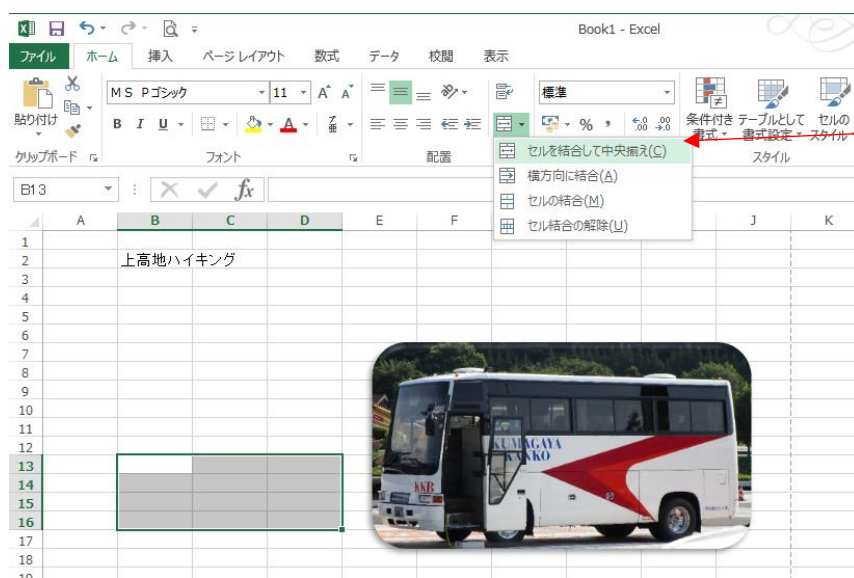 Book1 - Excel
ファイル ホーム 挿入 ページ レイアウト 数式 データ 校閲 表示
貼り付け
ＭＳ Ｐゴシック 11
標準
B I U
条件付き書式
テーブルとして書式設定
セルのスタイル
クリップボード フォント 配置 スタイル
セルを結合して中央揃え(C)
横方向に結合(A)
セルの結合(M)
セル結合の解除(U)
B13 fx
A B C D E F J K
1
2 上高地ハイキング
3
4
5
6
7
8
9
10
11
12
KUMAGAYA
KANKO
13
14 KKB
15
16
17
18